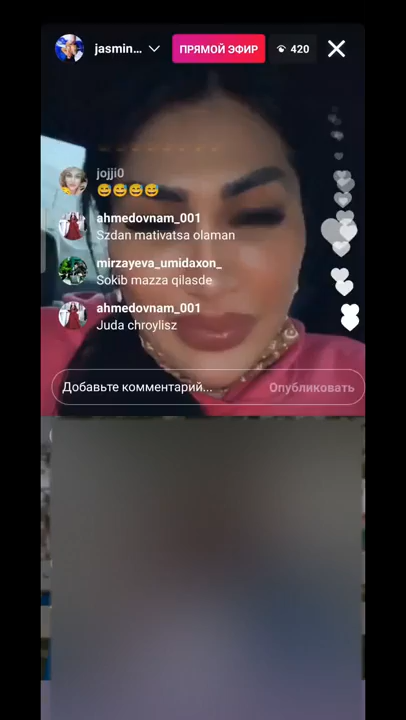 jasmin...
ПРЯМОЙ ЭФИР
420
jojji0
😅😅😅😅
ahmedovnam_001
Szdan mativatsa olaman
mirzayeva_umidaxon_
Sokib mazza qilasde
ahmedovnam_001
Juda chroylisz
Добавьте комментарий...
Опубликовать